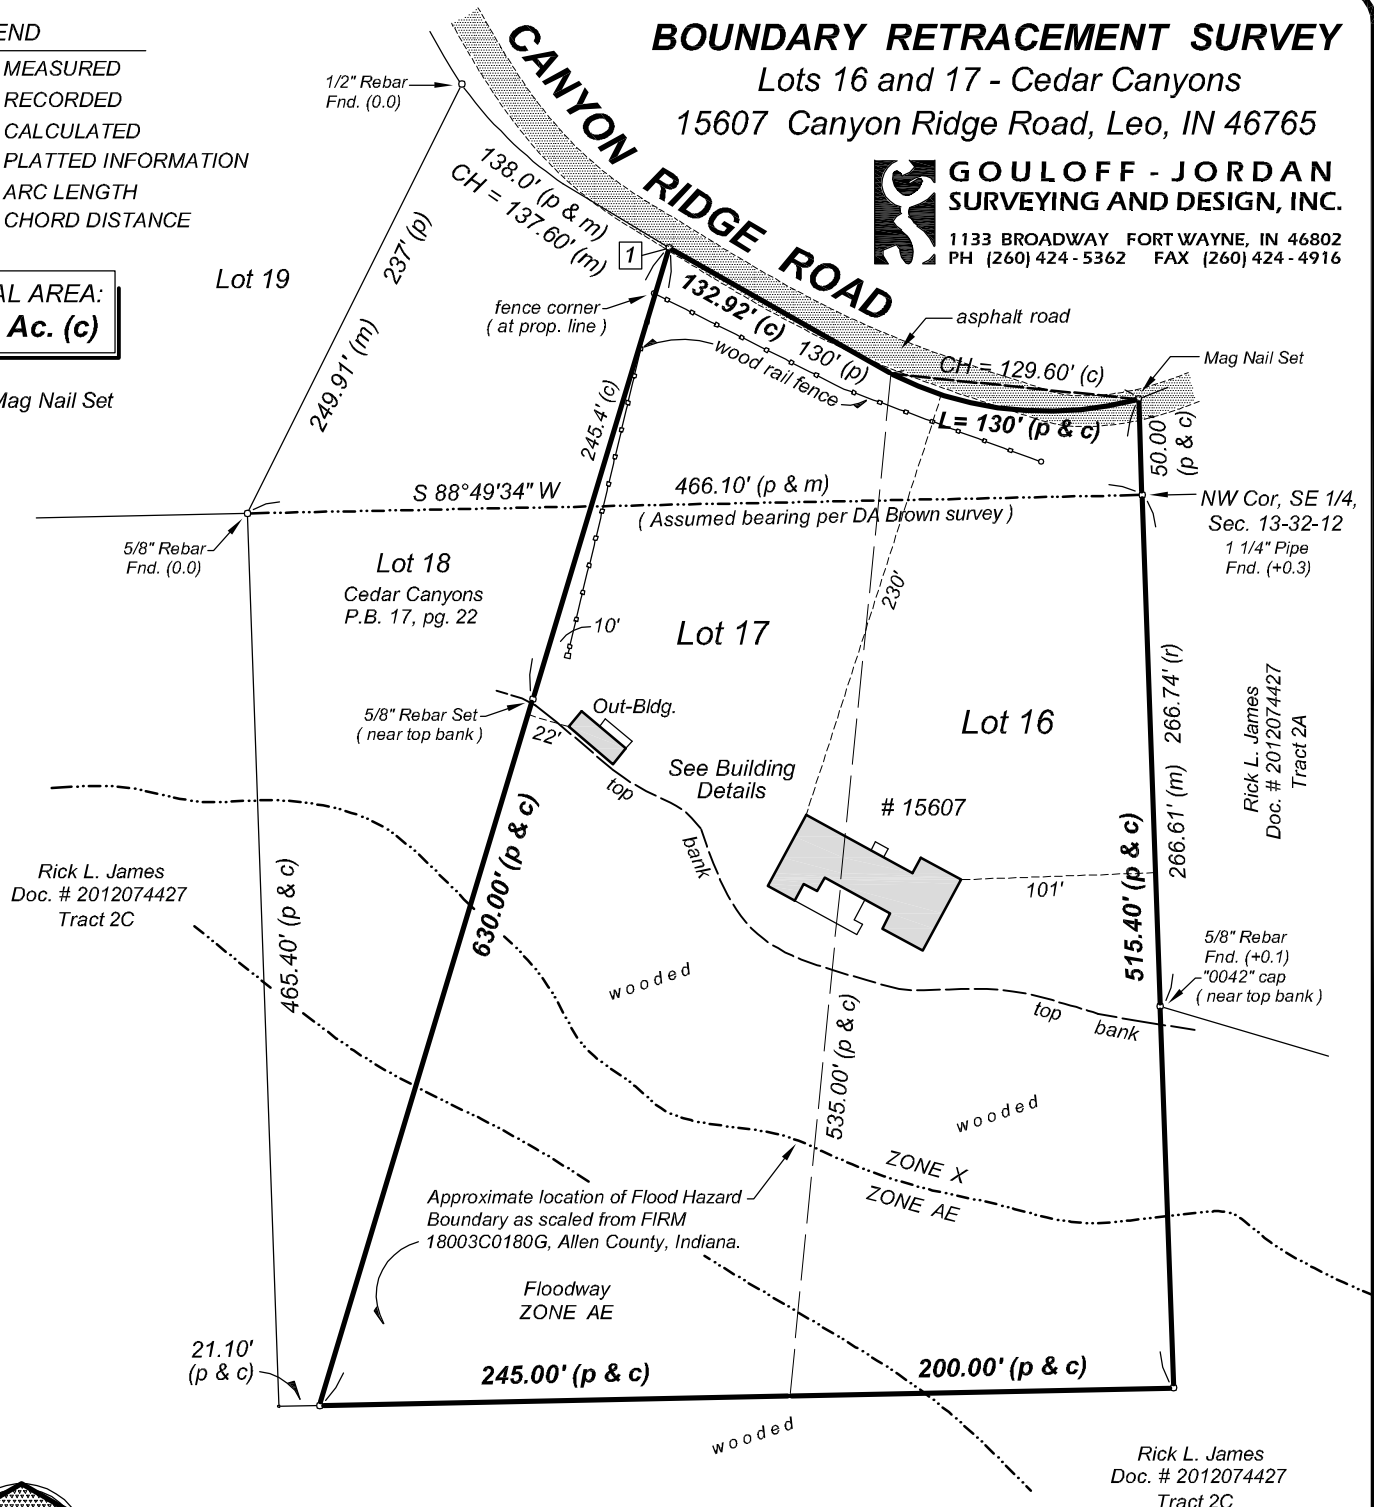 BOUNDARY RETRACEMENT SURVEY
Lots 16 and 17 - Cedar Canyons
15607 Canyon Ridge Road, Leo, IN 46765
GOULOFF - JORDAN
SURVEYING AND DESIGN, INC.
1133 BROADWAY FORT WAYNE, IN 46802
PH (260) 424 - 5362 FAX (260) 424 - 4916
MEASURED
RECORDED
CALCULATED
PLATTED INFORMATION
ARC LENGTH
CHORD DISTANCE
AREA:
Ac. (c)
Mag Nail Set
1/2" Rebar
Fnd. (0.0)
CANYON RIDGE ROAD
138.0' (p & m)
CH = 137.60' (m)
1
237' (p)
249.91' (m)
Lot 19
fence corner
( at prop. line )
132.92' (c)
130' (p)
wood rail fence
asphalt road
CH = 129.60' (c)
Mag Nail Set
L= 130' (p & c)
50.00'
(p & c)
245.4' (c)
S 88°49'34" W
466.10' (p & m)
( Assumed bearing per DA Brown survey )
NW Cor, SE 1/4,
Sec. 13-32-12
1 1/4" Pipe
Fnd. (+0.3)
5/8" Rebar
Fnd. (0.0)
Lot 18
Cedar Canyons
P.B. 17, pg. 22
10'
230'
Lot 17
Lot 16
266.61' (m) 266.74' (r)
Rick L. James
Doc. # 2012074427
Tract 2A
5/8" Rebar Set
( near top bank )
22'
Out-Bldg.
See Building
Details
# 15607
top
bank
101'
515.40' (p & c)
630.00' (p & c)
Rick L. James
Doc. # 2012074427
Tract 2C
465.40' (p & c)
5/8" Rebar
Fnd. (+0.1)
"0042" cap
( near top bank )
wooded
top
bank
535.00' (p & c)
wooded
ZONE X
ZONE AE
Approximate location of Flood Hazard
Boundary as scaled from FIRM
18003C0180G, Allen County, Indiana.
Floodway
ZONE AE
21.10'
(p & c)
245.00' (p & c)
200.00' (p & c)
wooded
Rick L. James
Doc. # 2012074427
Tract 2C